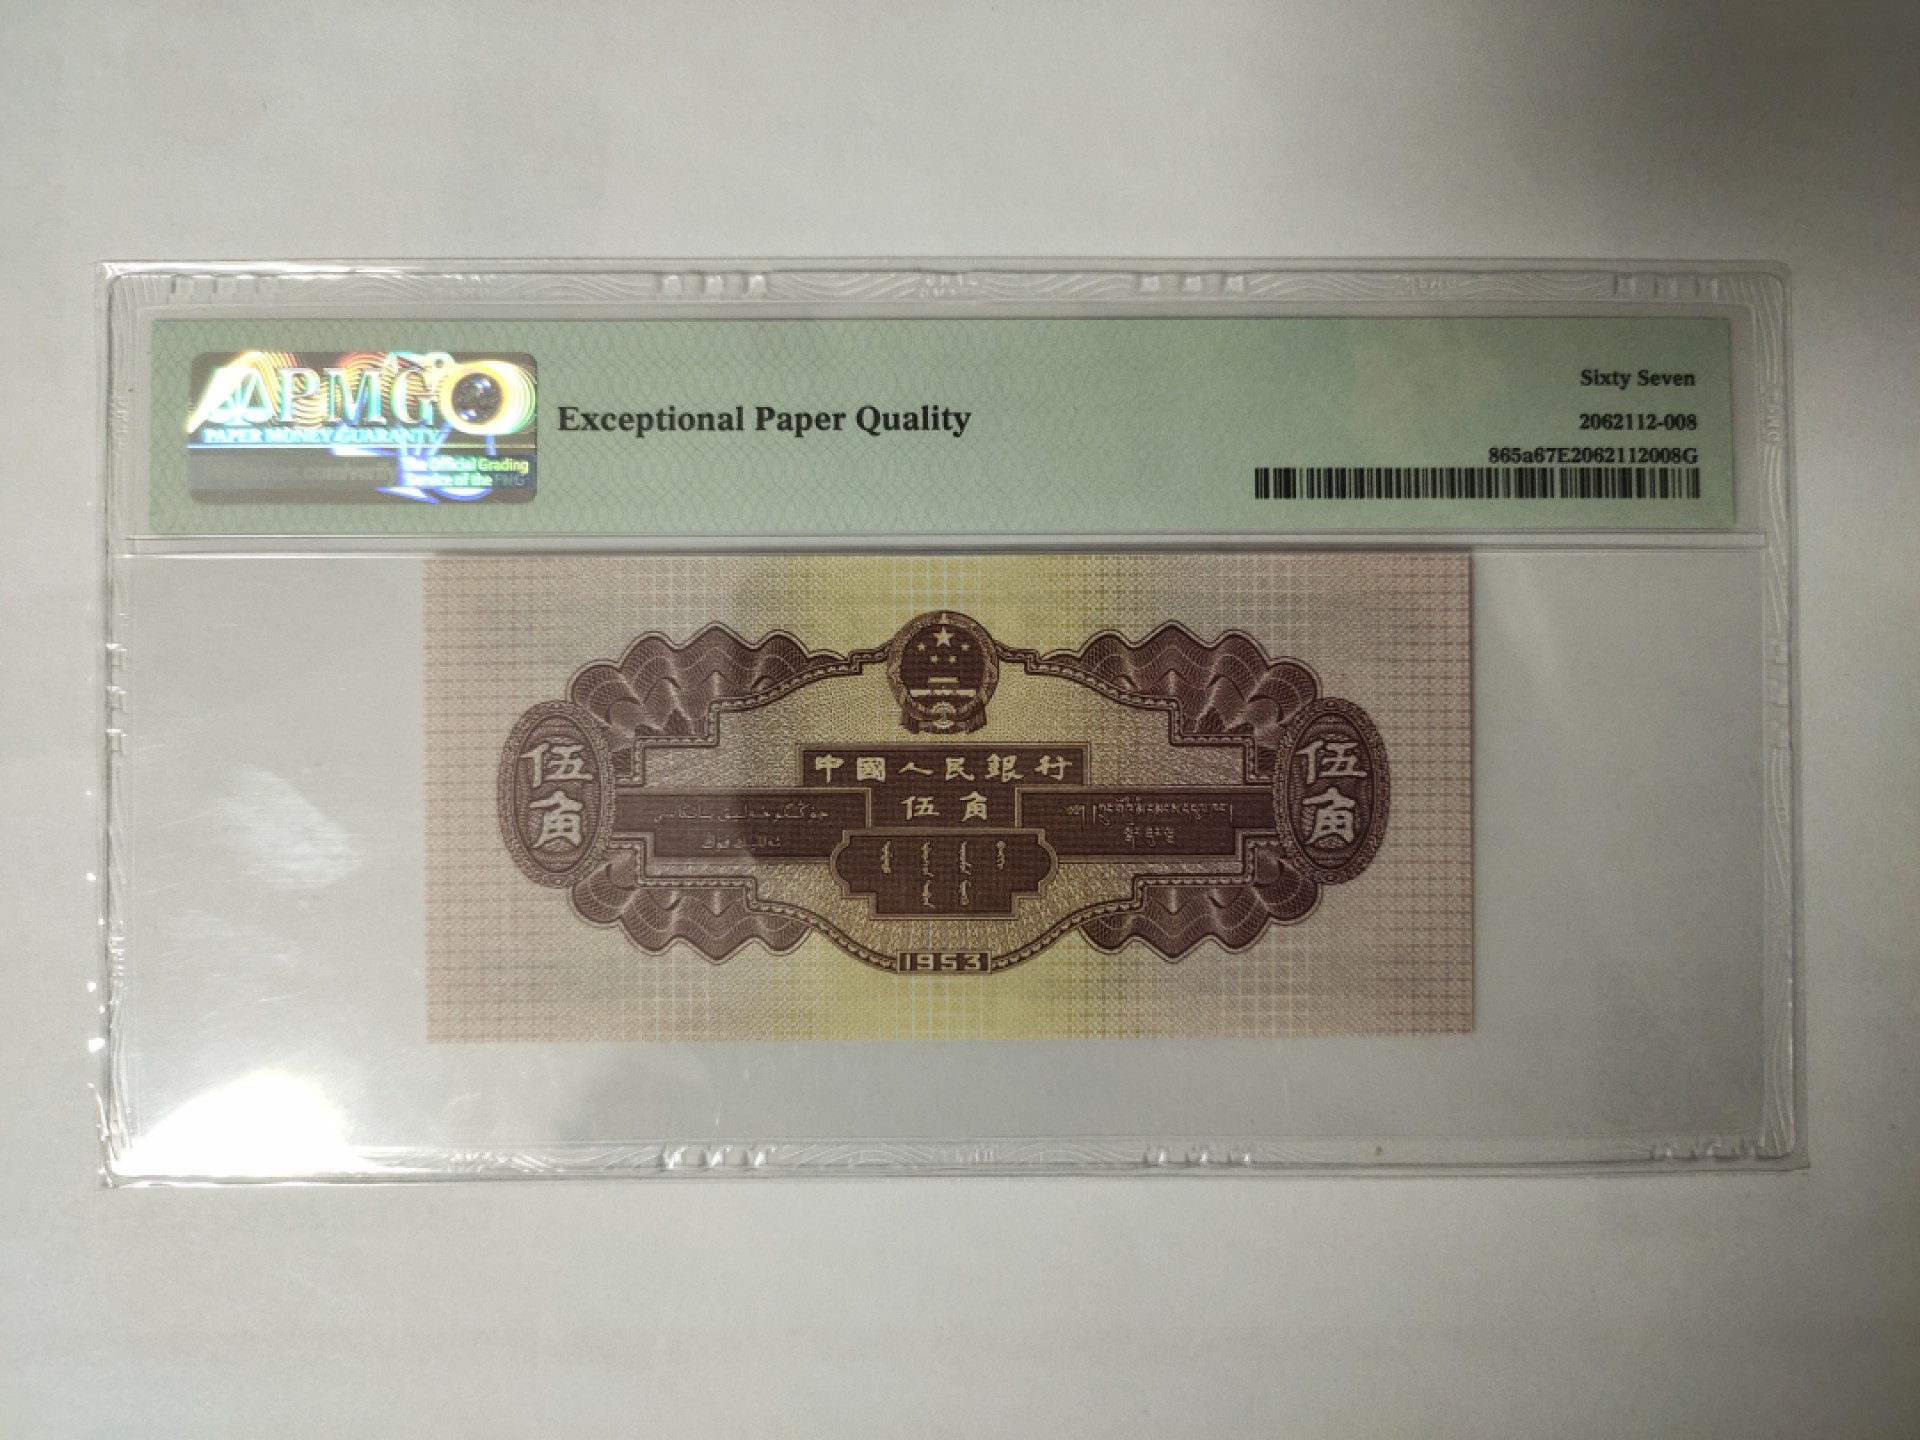 PMG
PAPER MONEY GUARANTY
The Official Grading
Service of the PNG
Exceptional Paper Quality
Sixty Seven
2062112-008
865a67E2062112008G
中國人民銀行
伍角
伍角
伍角
1953